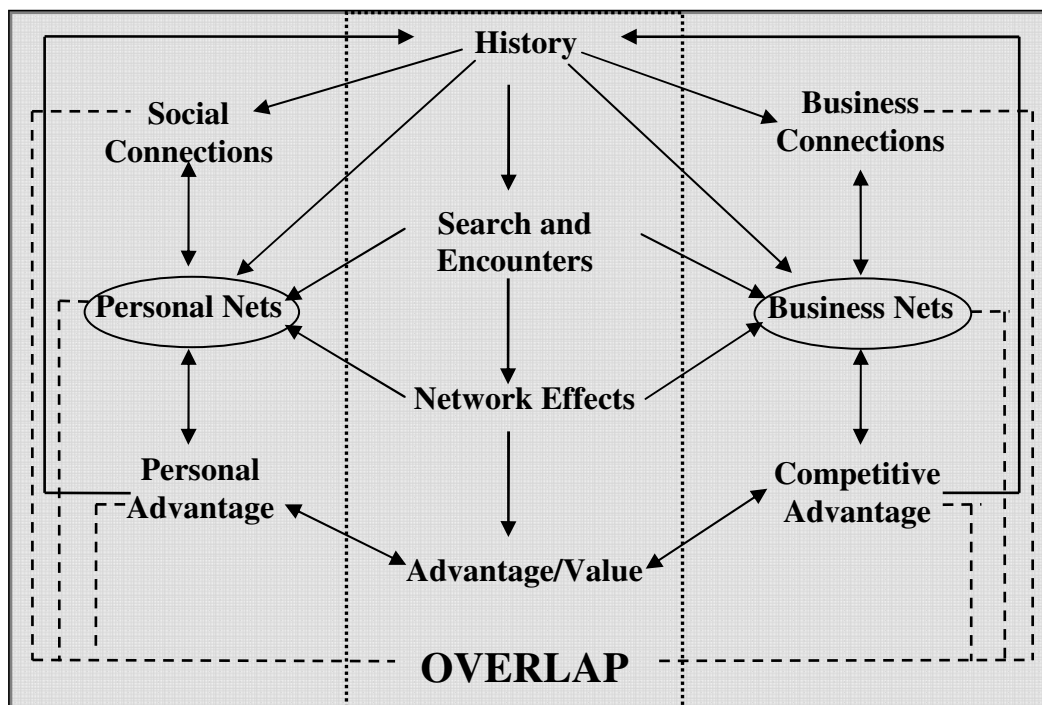 History
Social
Connections
Business
Connections
Search and
Encounters
Personal Nets
Business Nets
Network Effects
Personal
Advantage
Competitive
Advantage
Advantage/Value
OVERLAP